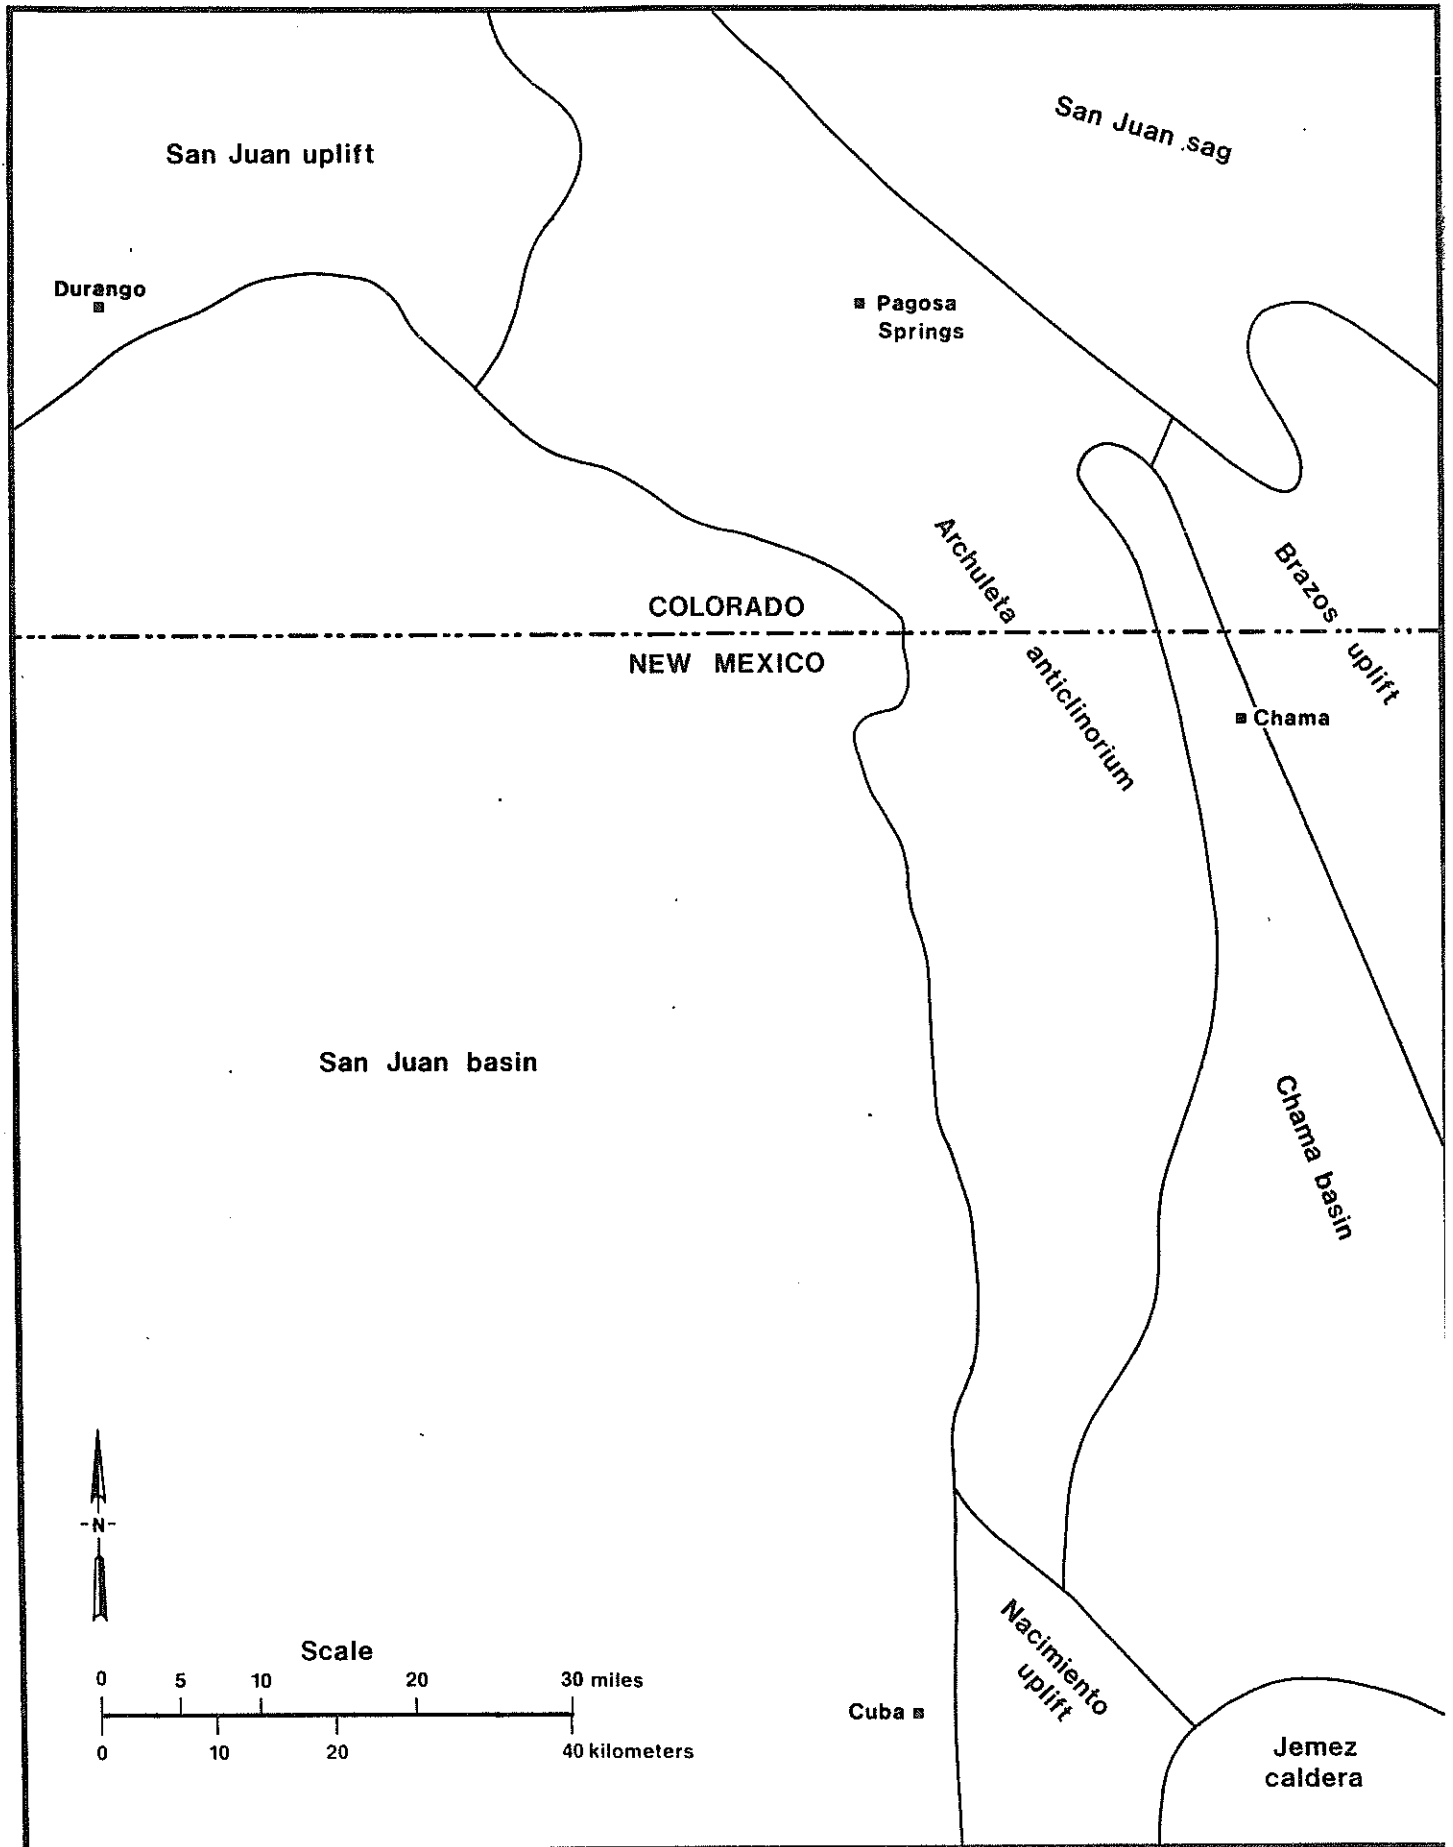 San Juan sag
San Juan uplift
Durango
Pagosa
Springs
Archuleta
anticlinorium
Brazos
uplift
COLORADO
NEW MEXICO
Chama
San Juan basin
Chama basin
-N-
Scale
0 5 10 20 30 miles
0 10 20 40 kilometers
Nacimiento
uplift
Cuba
Jemez
caldera